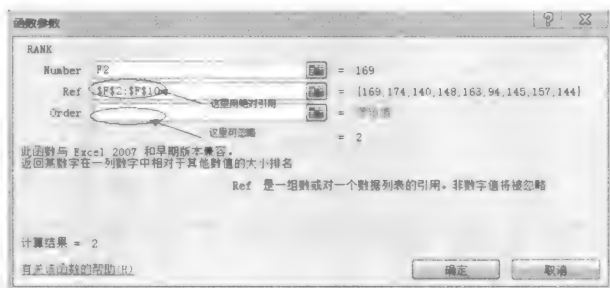 函数参数
RANK
Number F2 = 169
Ref $F$2:$F$10 = {169,174,140,148,163,94,145,157,144}
这里用绝对引用
Order =
这里可忽略
= 2
此函数与 Excel 2007 和早期版本兼容。
返回某数字在一列数字中相对于其他数值的大小排名
Ref 是一组数或对一个数据列表的引用。非数字值将被忽略
计算结果 = 2
有关该函数的帮助(H)
确定 取消